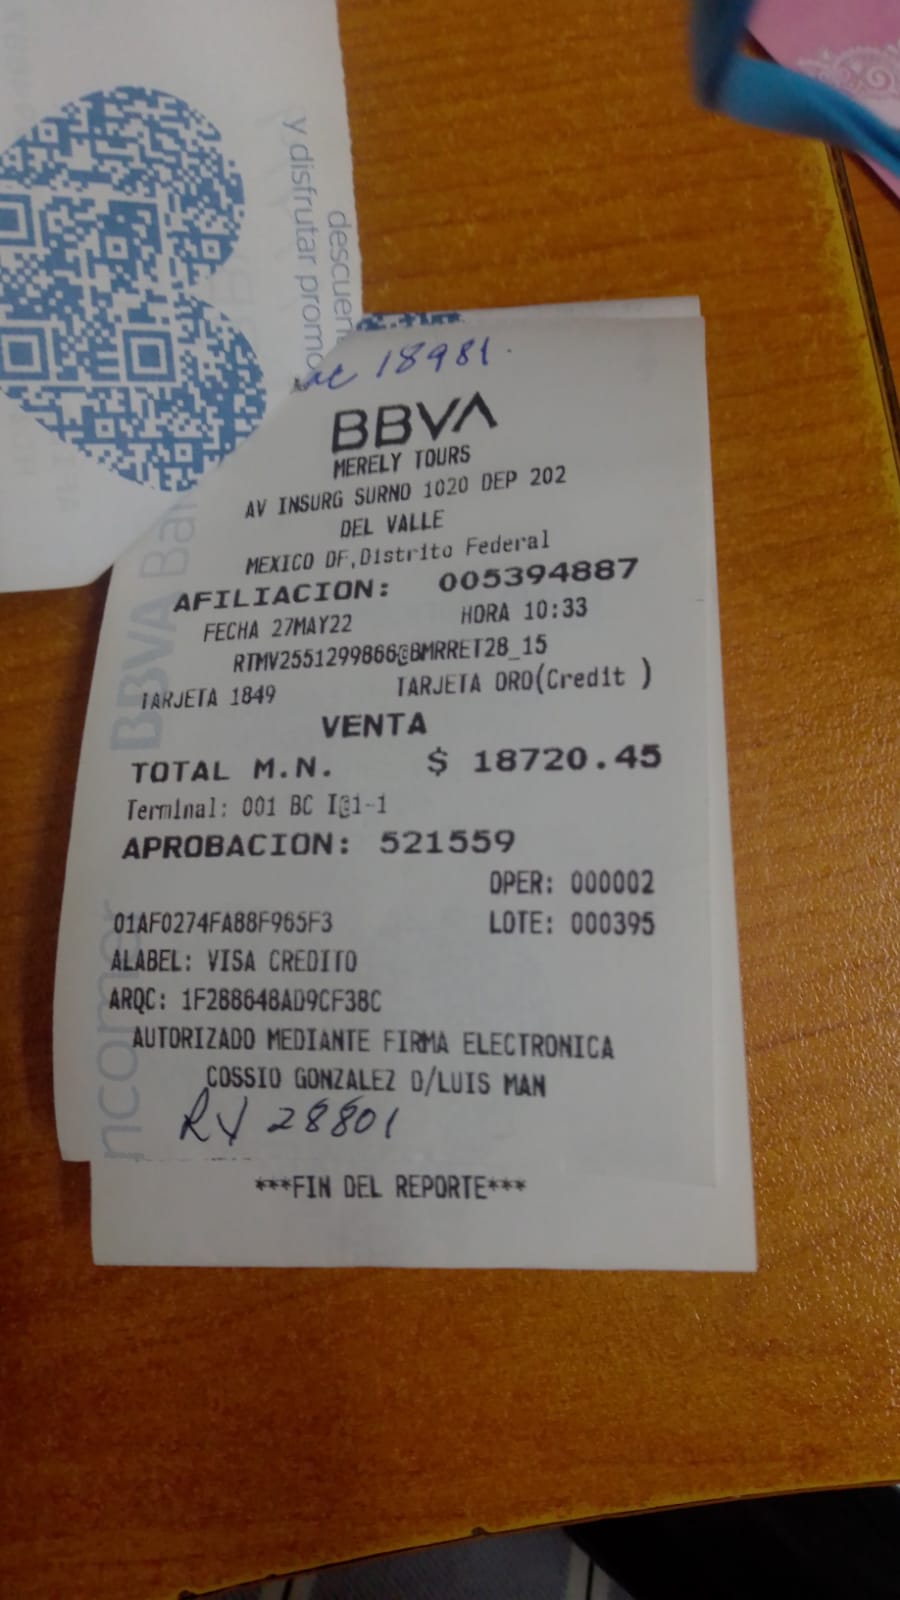 y disfrutar promo
descuen
18981.
BBVA
MERELY TOURS
AV INSURG SURNO 1020 DEP 202
DEL VALLE
MEXICO DF,Distrito Federal
AFILIACION: 005394887
FECHA 27MAY22 HORA 10:33
RTMV2551299866@BMRRET28_15
TARJETA 1849 TARJETA ORO(Credit )
VENTA
TOTAL M.N. $ 18720.45
Terminal: 001 BC I@1-1
APROBACION: 521559
OPER: 000002
01AF0274FA88F965F3 LOTE: 000395
ALABEL: VISA CREDITO
ARQC: 1F288648AD9CF38C
AUTORIZADO MEDIANTE FIRMA ELECTRONICA
COSSIO GONZALEZ D/LUIS MAN
RV 28801
***FIN DEL REPORTE***
BBVA Ban
ncomer